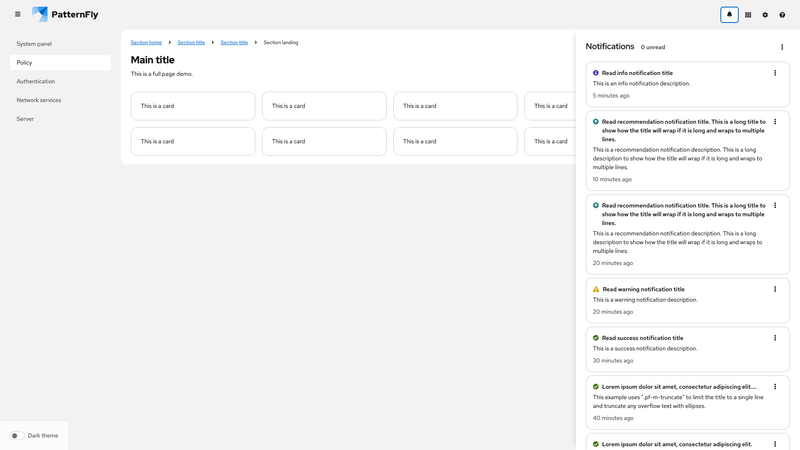 PatternFly
System panel
Policy
Authentication
Network services
Server
Dark theme
Section home
Section title
Section title
Section landing
Main title
This is a full page demo.
This is a card
This is a card
This is a card
This is a card
This is a card
This is a card
This is a card
This is a card
Notifications 0 unread
Read info notification title
This is an info notification description.
5 minutes ago
Read recommendation notification title. This is a long title to
show how the title will wrap if it is long and wraps to multiple
lines.
This is a recommendation notification description. This is a long
description to show how the title will wrap if it is long and wraps to
multiple lines.
10 minutes ago
Read recommendation notification title. This is a long title to
show how the title will wrap if it is long and wraps to multiple
lines.
This is a recommendation notification description. This is a long
description to show how the title will wrap if it is long and wraps to
multiple lines.
20 minutes ago
Read warning notification title
This is a warning notification description.
20 minutes ago
Read success notification title
This is a success notification description.
30 minutes ago
Lorem ipsum dolor sit amet, consectetur adipiscing elit....
This example uses ".pf-m-truncate" to limit the title to a single line
and truncate any overflow text with ellipses.
40 minutes ago
Lorem ipsum dolor sit amet, consectetur adipiscing elit.